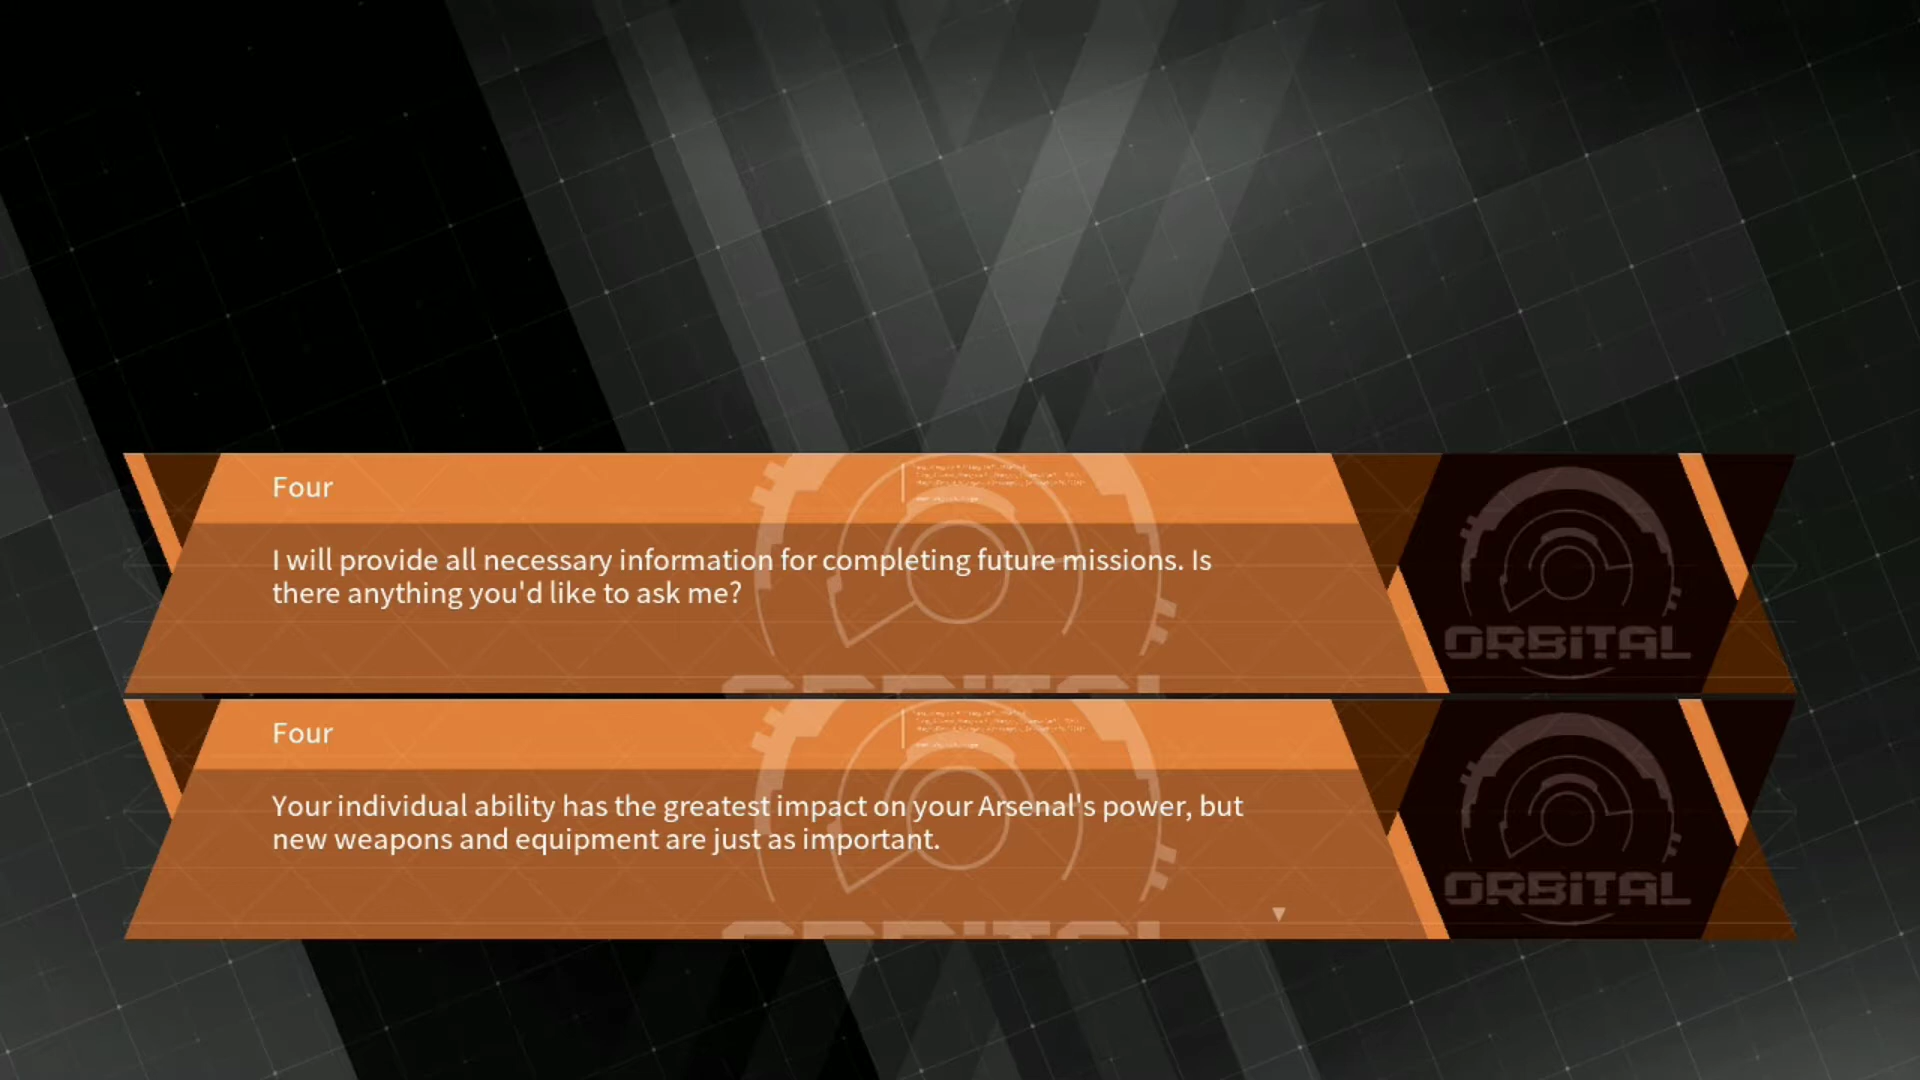 Four
I will provide all necessary information for completing future missions. Is
there anything you'd like to ask me?
ORBITAL
Four
Your individual ability has the greatest impact on your Arsenal's power, but
new weapons and equipment are just as important.
ORBITAL